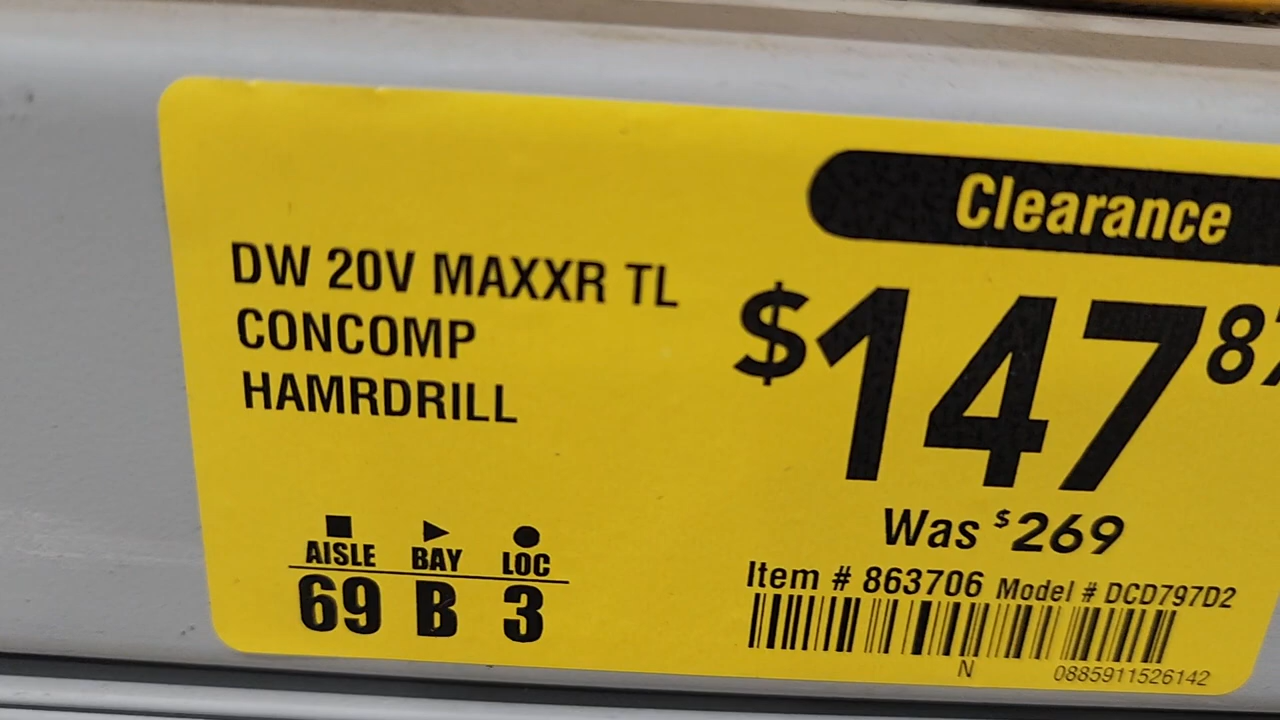 Clearance
DW 20V MAXXR TL
CONCOMP
HAMRDRILL
$147 87
Was $269
Item # 863706 Model # DCD797D2
AISLE BAY LOC
69 B 3
N 0885911526142